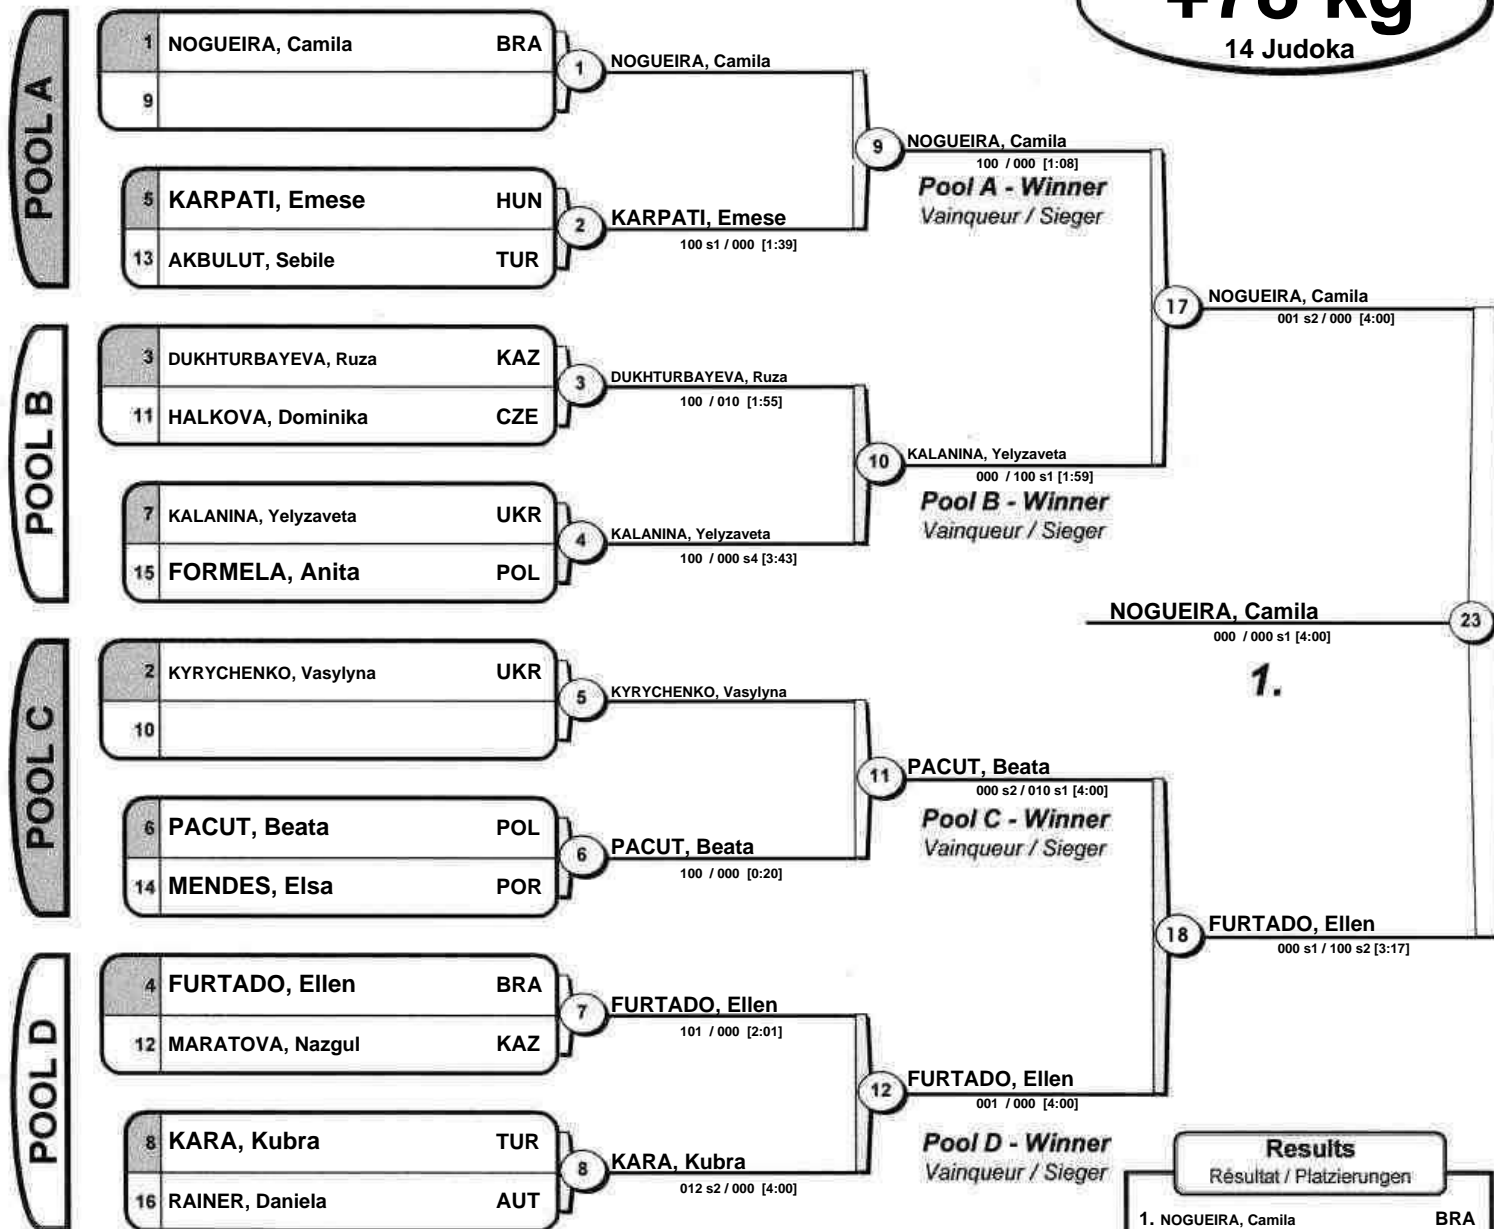 +78 kg
14 Judoka
POOL A
1 NOGUEIRA, Camila BRA
9
1 NOGUEIRA, Camila
5 KARPATI, Emese HUN
13 AKBULUT, Sebile TUR
2 KARPATI, Emese
100 s1 / 000 [1:39]
9 NOGUEIRA, Camila
100 / 000 [1:08]
Pool A - Winner
Vainqueur / Sieger
POOL B
3 DUKHTURBAYEVA, Ruza KAZ
11 HALKOVA, Dominika CZE
3 DUKHTURBAYEVA, Ruza
100 / 010 [1:55]
7 KALANINA, Yelyzaveta UKR
15 FORMELA, Anita POL
4 KALANINA, Yelyzaveta
100 / 000 s4 [3:43]
10 KALANINA, Yelyzaveta
000 / 100 s1 [1:59]
Pool B - Winner
Vainqueur / Sieger
17 NOGUEIRA, Camila
001 s2 / 000 [4:00]
NOGUEIRA, Camila 23
000 / 000 s1 [4:00]
1.
POOL C
2 KYRYCHENKO, Vasylyna UKR
10
5 KYRYCHENKO, Vasylyna
6 PACUT, Beata POL
14 MENDES, Elsa POR
6 PACUT, Beata
100 / 000 [0:20]
11 PACUT, Beata
000 s2 / 010 s1 [4:00]
Pool C - Winner
Vainqueur / Sieger
POOL D
4 FURTADO, Ellen BRA
12 MARATOVA, Nazgul KAZ
7 FURTADO, Ellen
101 / 000 [2:01]
8 KARA, Kubra TUR
16 RAINER, Daniela AUT
8 KARA, Kubra
012 s2 / 000 [4:00]
12 FURTADO, Ellen
001 / 000 [4:00]
Pool D - Winner
Vainqueur / Sieger
18 FURTADO, Ellen
000 s1 / 100 s2 [3:17]
Results
Résultat / Platzierungen
1. NOGUEIRA, Camila BRA